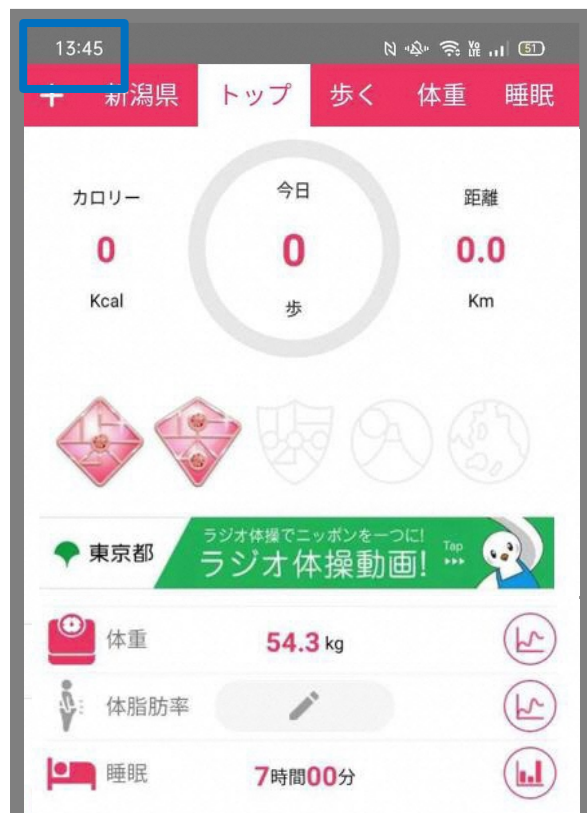 13:45 Vo LTE 51
+ 新潟県 トップ 歩く 体重 睡眠
カロリー 今日 距離
0 0 0.0
Kcal 歩 Km
東京都
ラジオ体操でニッポンを一つに!
ラジオ体操動画!
Tap
体重 54.3 kg
体脂肪率
睡眠 7時間00分